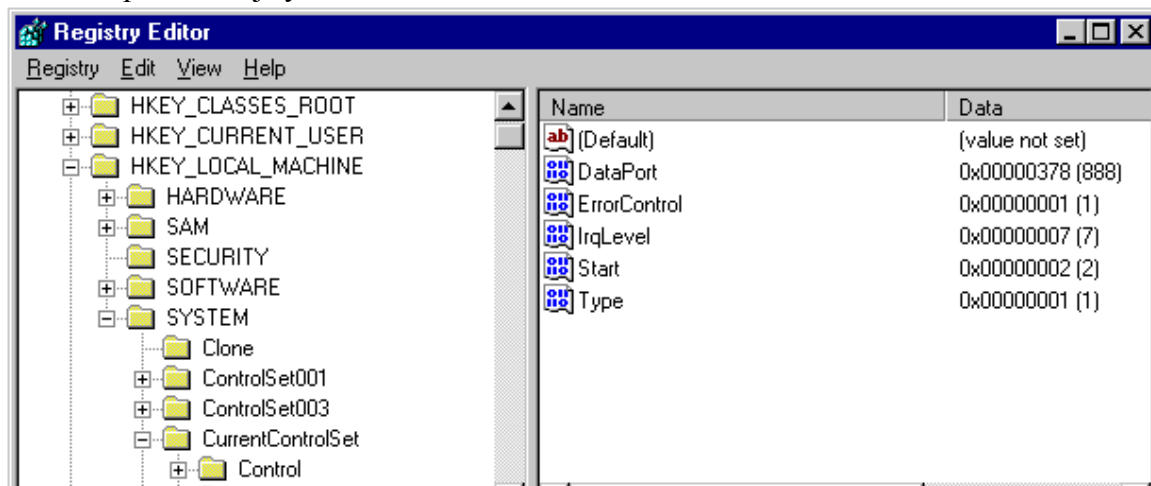 Registry Editor
Registry Edit View Help
HKEY_CLASSES_ROOT
HKEY_CURRENT_USER
HKEY_LOCAL_MACHINE
HARDWARE
SAM
SECURITY
SOFTWARE
SYSTEM
Clone
ControlSet001
ControlSet003
CurrentControlSet
Control
Name Data
(Default) (value not set)
DataPort 0x00000378 (888)
ErrorControl 0x00000001 (1)
IrqLevel 0x00000007 (7)
Start 0x00000002 (2)
Type 0x00000001 (1)